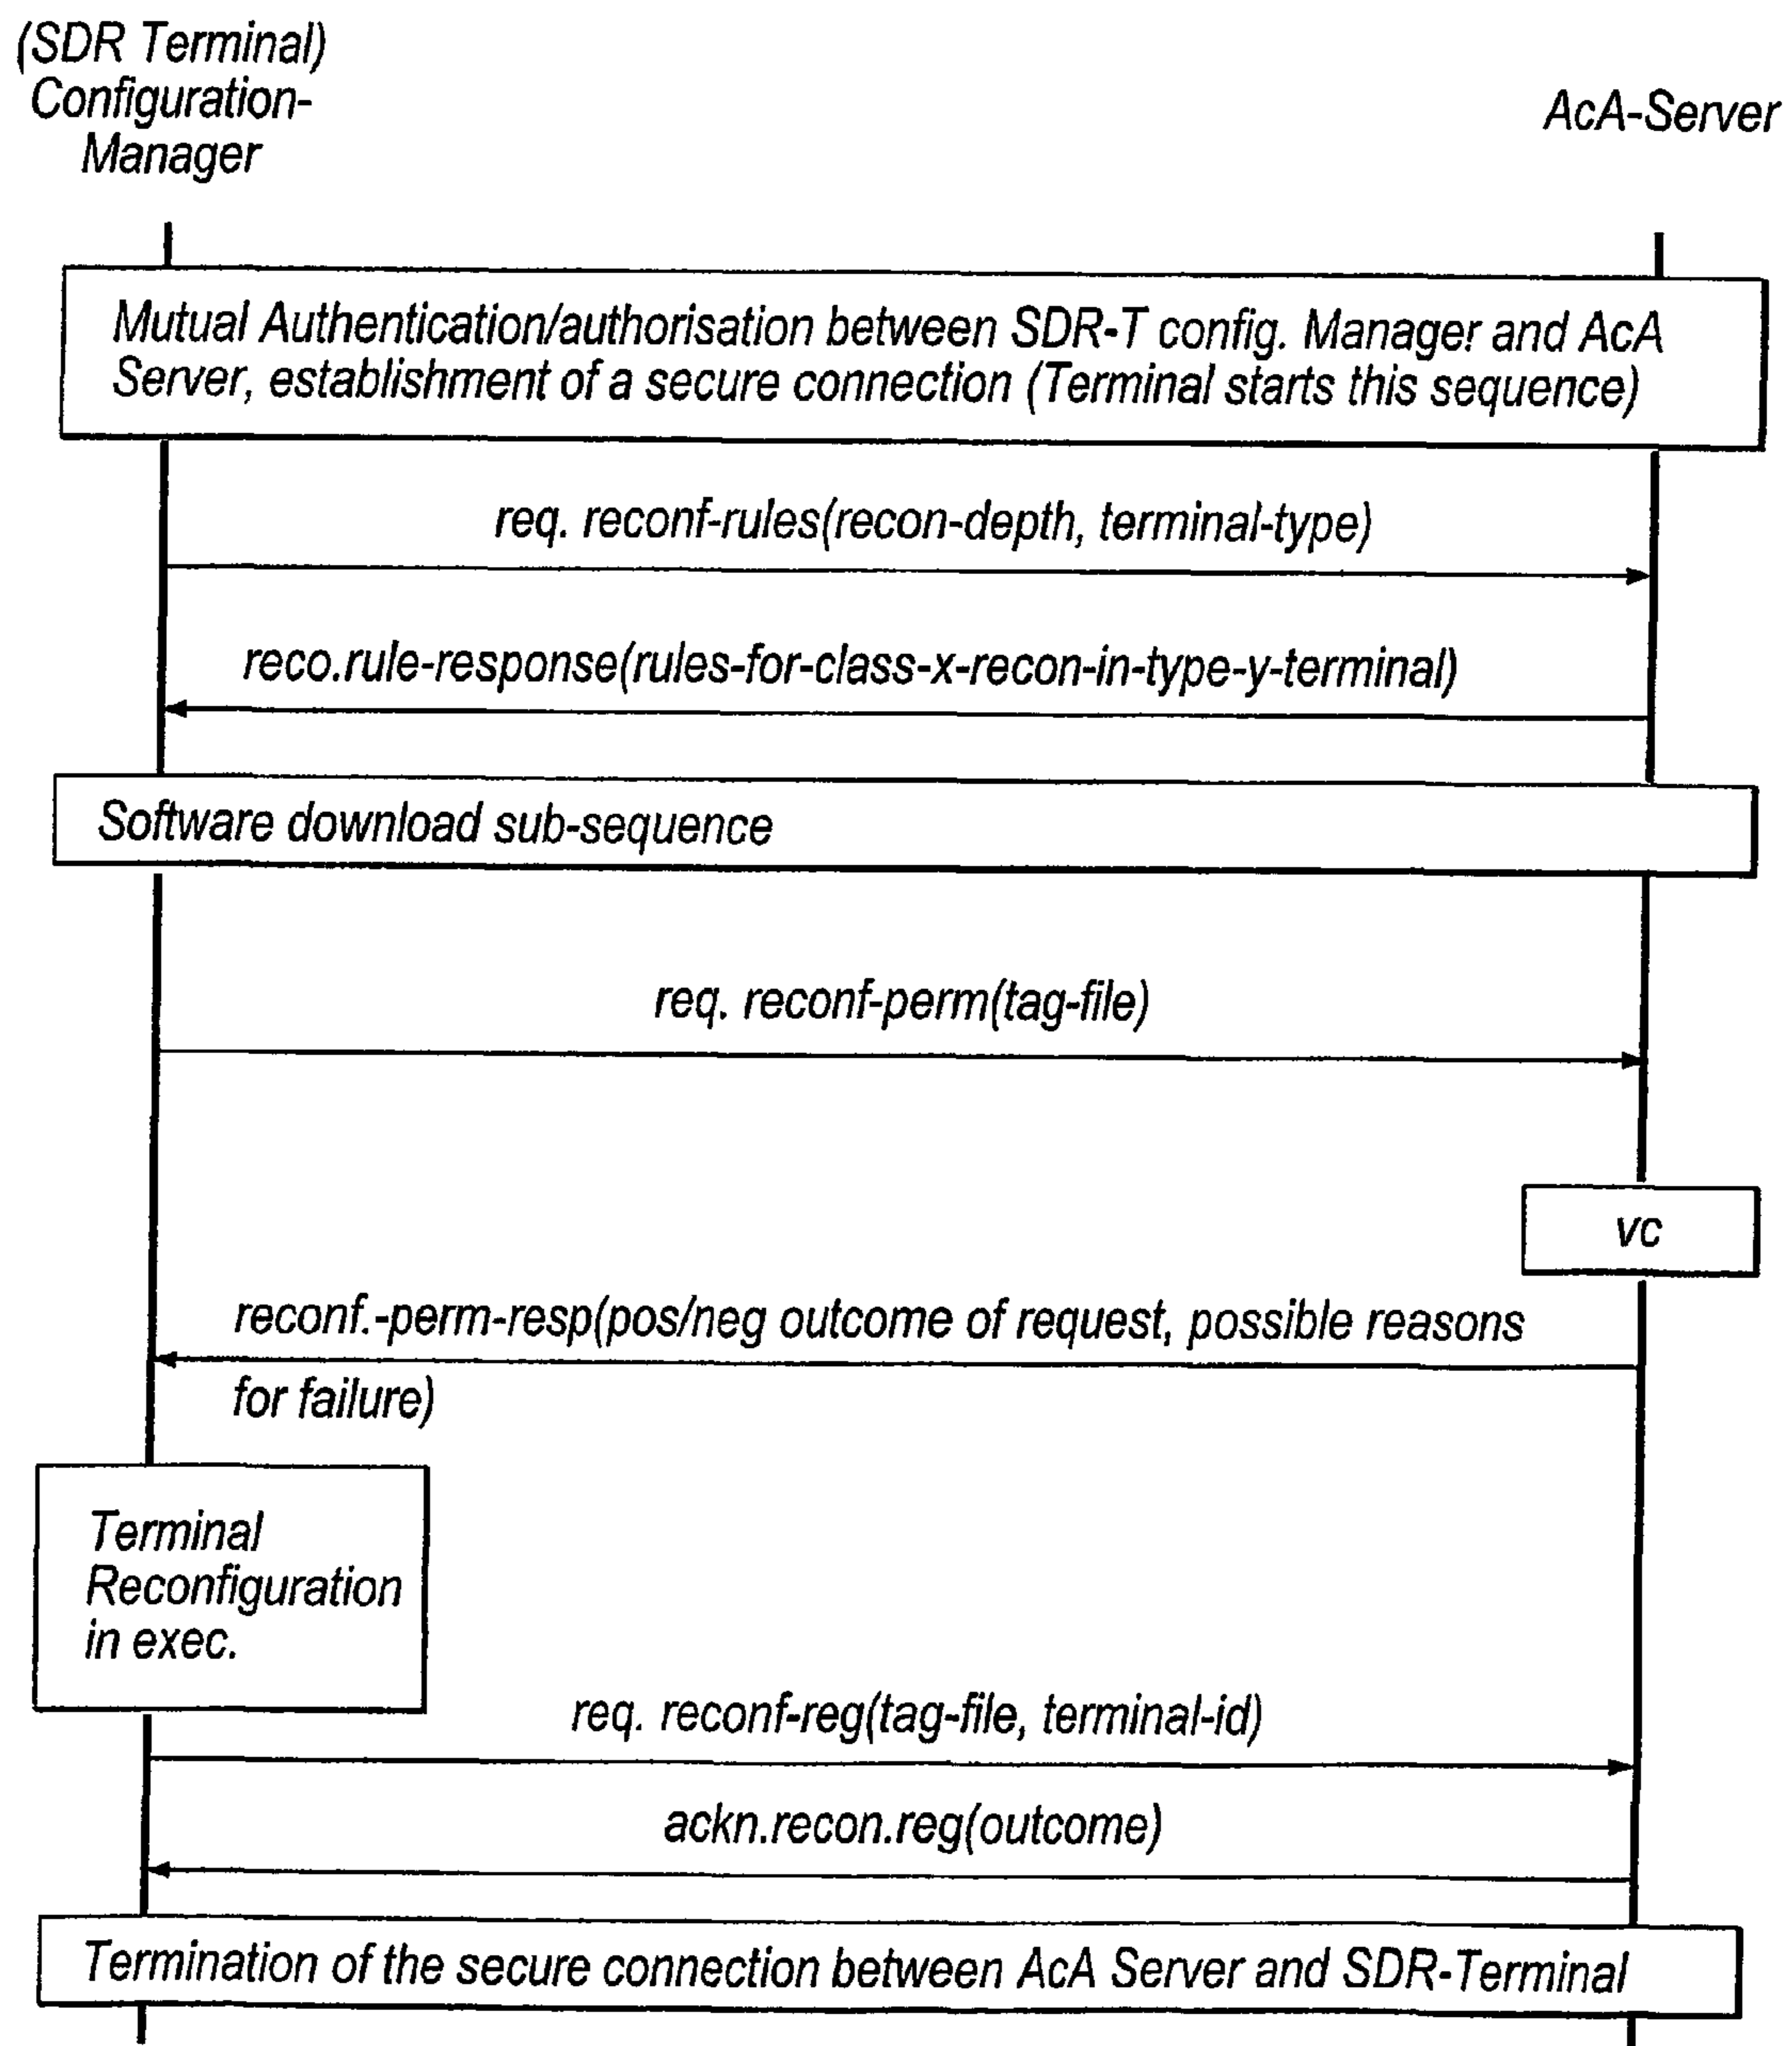 (SDR Terminal)
Configuration-
Manager
AcA-Server
Mutual Authentication/authorisation between SDR-T config. Manager and AcA
Server, establishment of a secure connection (Terminal starts this sequence)
req. reconf-rules(recon-depth, terminal-type)
reco.rule-response(rules-for-class-x-recon-in-type-y-terminal)
Software download sub-sequence
req. reconf-perm(tag-file)
vc
reconf.-perm-resp(pos/neg outcome of request, possible reasons
for failure)
Terminal
Reconfiguration
in exec.
req. reconf-reg(tag-file, terminal-id)
ackn.recon.reg(outcome)
Termination of the secure connection between AcA Server and SDR-Terminal